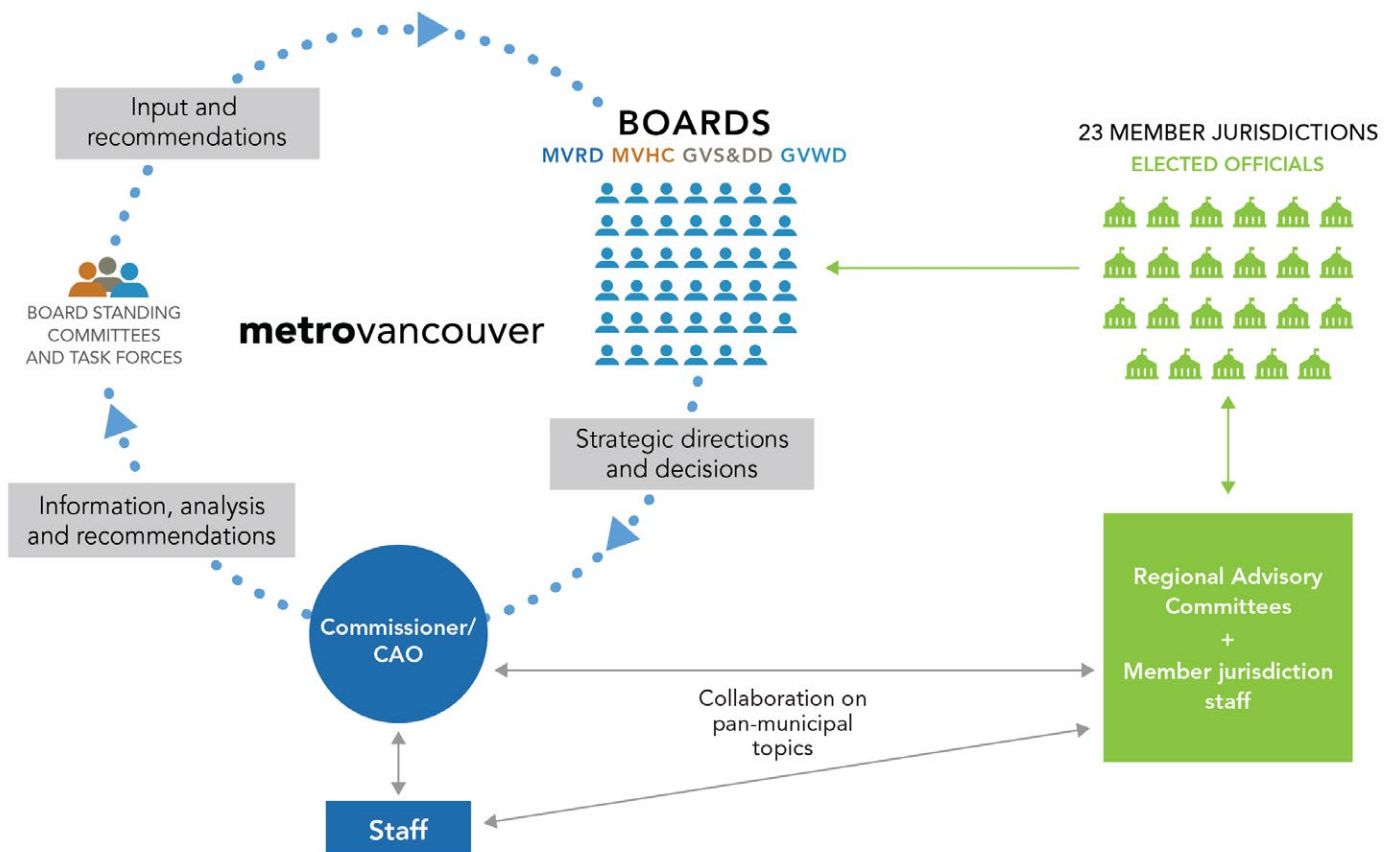 Input and
recommendations
BOARDS
MVRD MVHC GVS&DD GVWD
23 MEMBER JURISDICTIONS
ELECTED OFFICIALS
BOARD STANDING
COMMITTEES
AND TASK FORCES
metrovancouver
Strategic directions
and decisions
Information, analysis
and recommendations
Commissioner/
CAO
Regional Advisory
Committees
+
Member jurisdiction
staff
Collaboration on
pan-municipal
topics
Staff